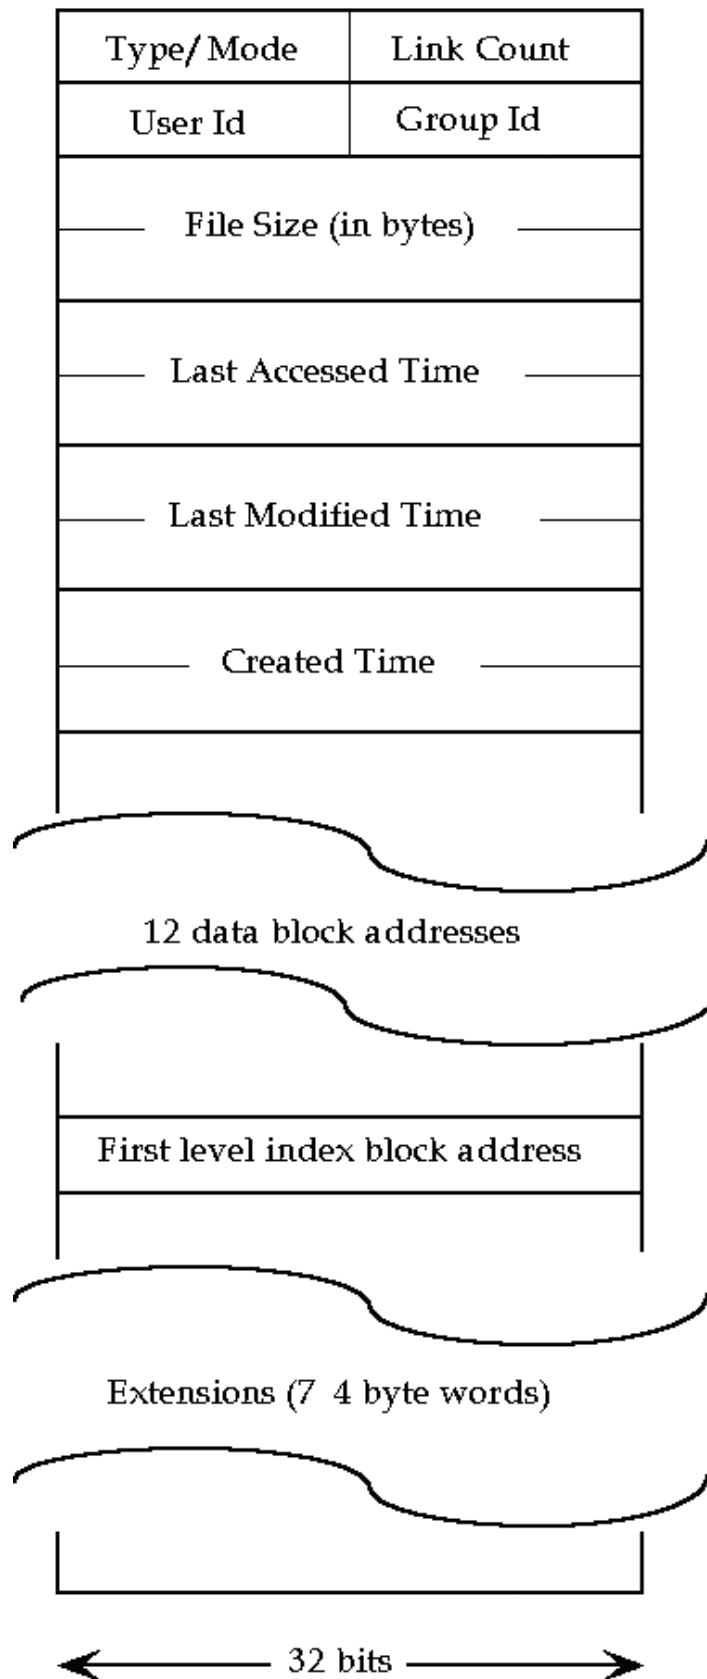 Type/Mode Link Count
User Id Group Id
File Size (in bytes)
Last Accessed Time
Last Modified Time
Created Time
12 data block addresses
First level index block address
Extensions (7 4 byte words)
32 bits